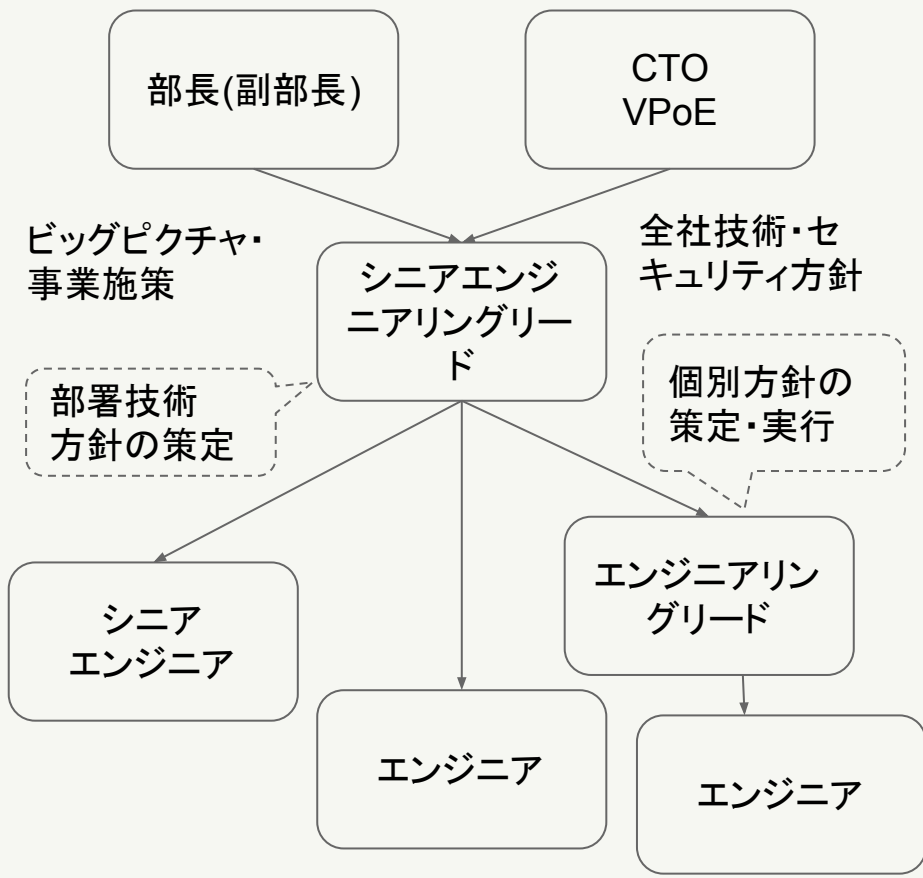 部長(副部長)
CTO
VPoE
ビッグピクチャ・
事業施策
全社技術・セ
キュリティ方針
シニアエンジ
ニアリングリー
ド
部署技術
方針の策定
個別方針の
策定・実行
シニア
エンジニア
エンジニアリン
グリード
エンジニア
エンジニア